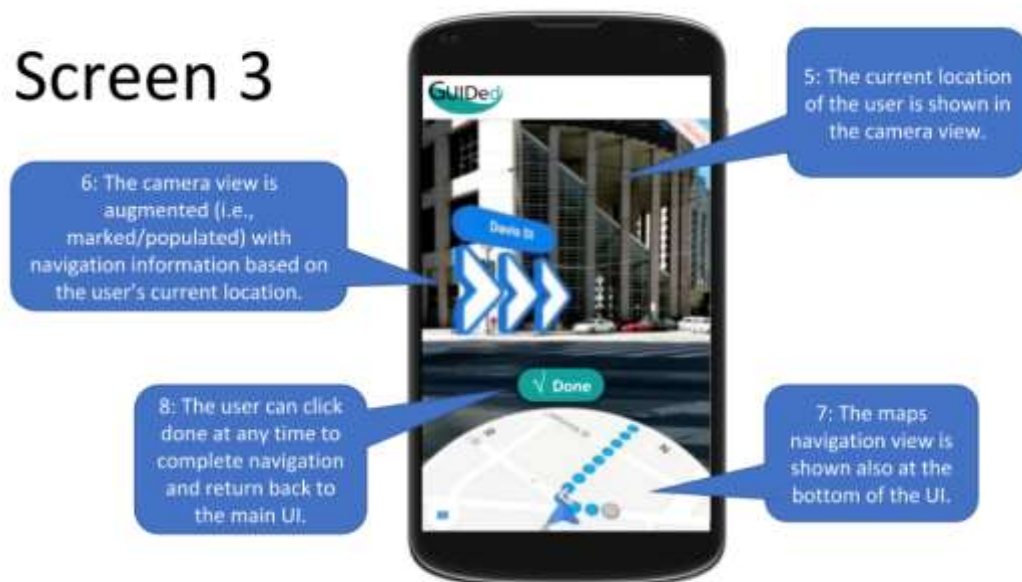 Screen 3
GUIDed
5: The current location
of the user is shown in
the camera view.
6: The camera view is
augmented (i.e.,
marked/populated) with
navigation information based on
the user's current location.
Davis St
√ Done
8: The user can click
done at any time to
complete navigation
and return back to
the main UI.
W
N
7: The maps
navigation view is
shown also at the
bottom of the UI.